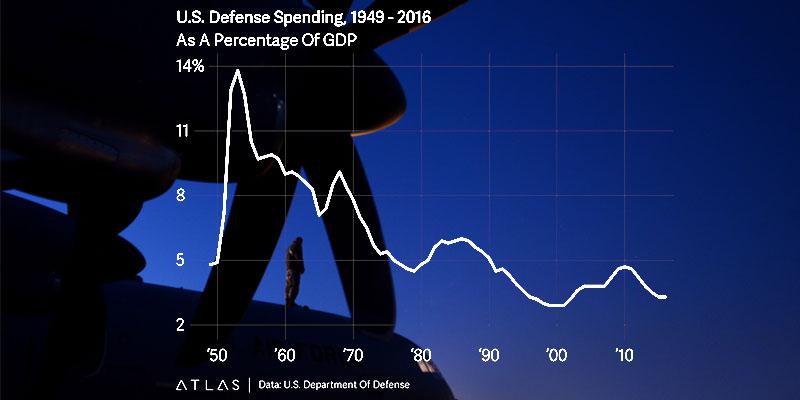 U.S. Defense Spending, 1949 - 2016
As A Percentage Of GDP
14%
11
8
5
2
'50 '60 '70 '80 '90 '00 '10
ATLAS | Data: U.S. Department Of Defense